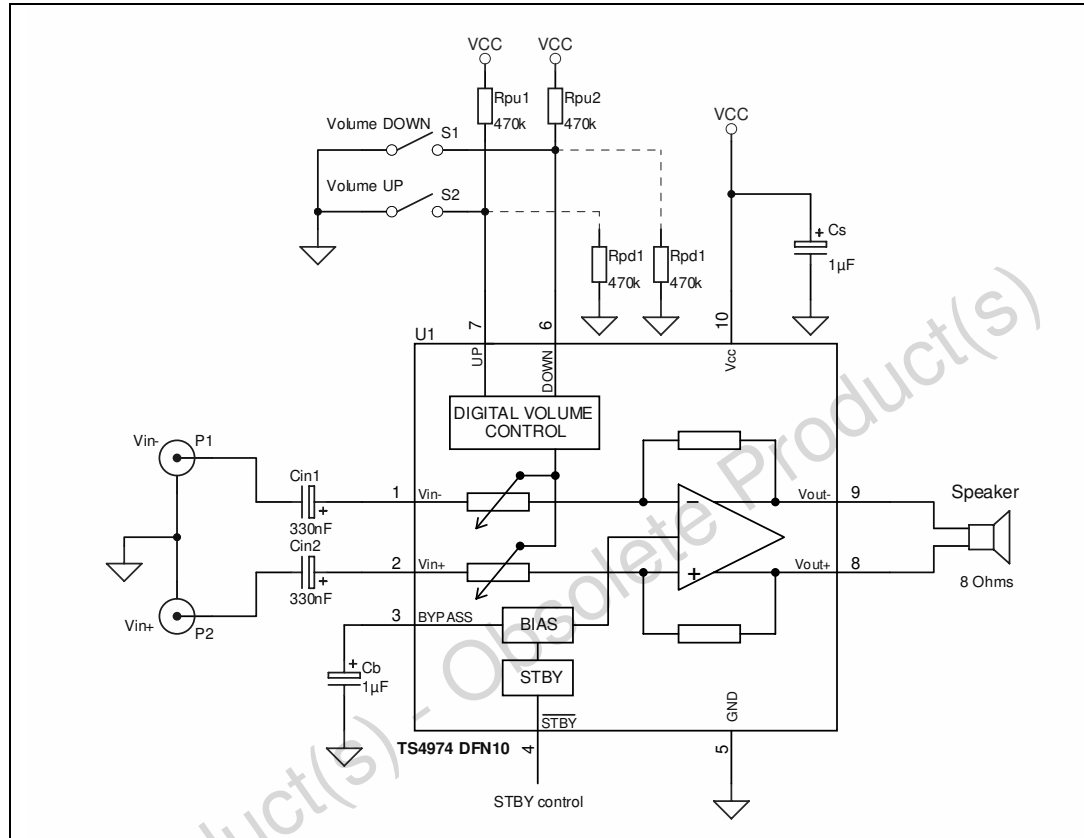 VCC VCC
Rpu1 Rpu2
470k 470k
VCC
Volume DOWN S1
Volume UP S2
+ Cs
1µF
Rpd1 Rpd1
470k 470k
7 6 10
U1
UP DOWN Vcc
DIGITAL VOLUME
CONTROL
Vin- P1
Cin1
+
330nF
1 Vin-
Vout- 9
Speaker
Cin2
+
330nF
2 Vin+
- +
Vout+ 8
8 Ohms
Vin+ P2
3 BYPASS BIAS
+ Cb
1µF
STBY
STBY GND
TS4974 DFN10 4 5
STBY control
duct(s) - Obsolete Product(s)